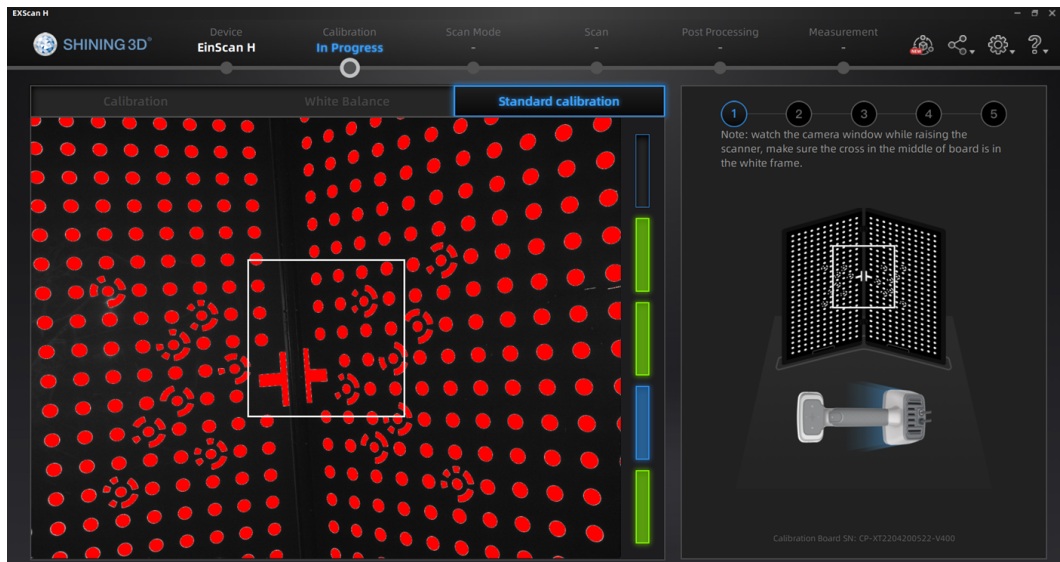 EXScan H
SHINING 3D®
Device
EinScan H
Calibration
In Progress
Scan Mode
-
Scan
-
Post Processing
-
Measurement
-
NEW
Calibration
White Balance
Standard calibration
1
2
3
4
5
Note: watch the camera window while raising the
scanner, make sure the cross in the middle of board is in
the white frame.
Calibration Board SN: CP-XT2204200522-V400